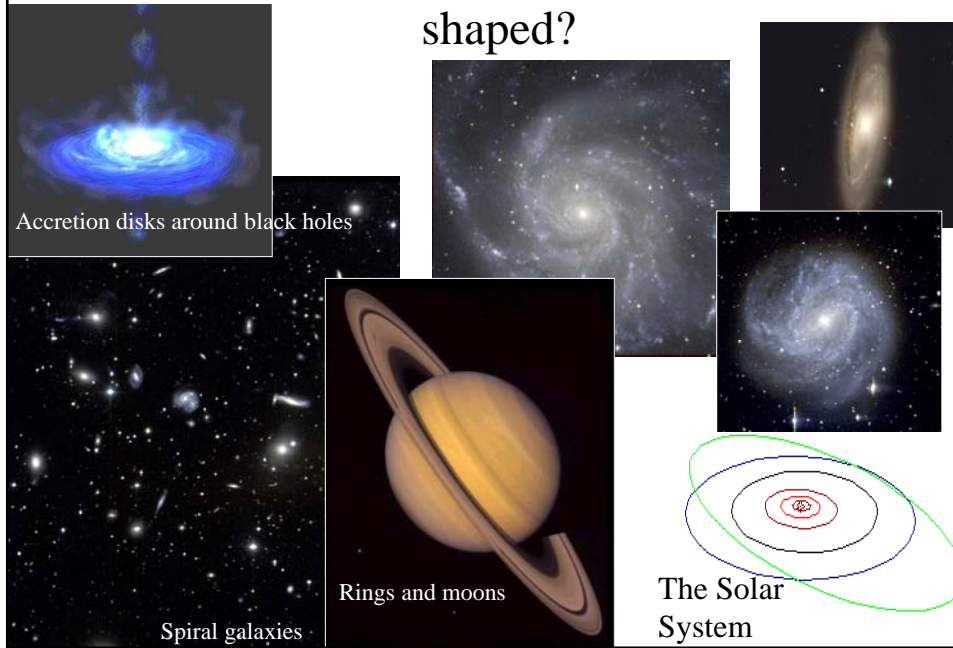 shaped?
Accretion disks around black holes
Rings and moons
Spiral galaxies
The Solar
System